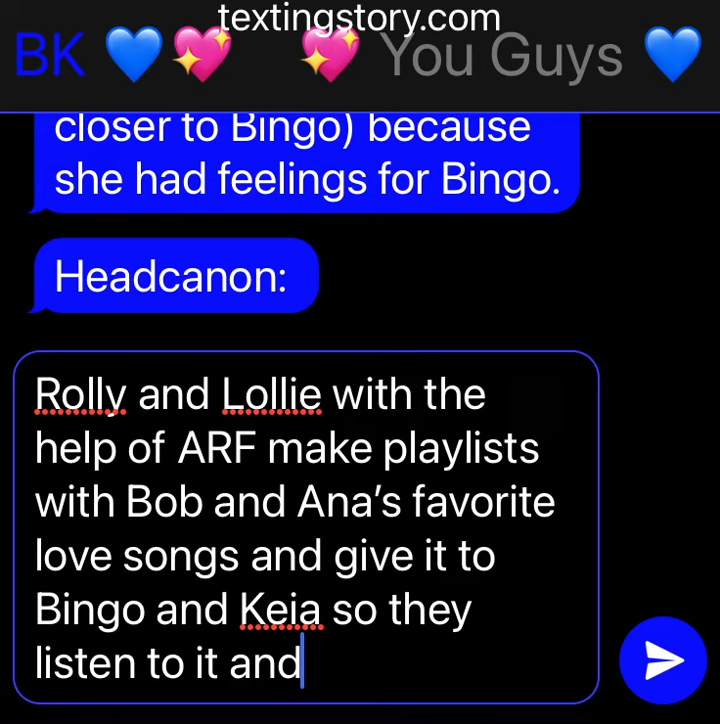 textingstory.com
BK 💙💖 💖 You Guys 💙
closer to Bingo) because
she had feelings for Bingo.
Headcanon:
Rolly and Lollie with the
help of ARF make playlists
with Bob and Ana’s favorite
love songs and give it to
Bingo and Keia so they
listen to it and